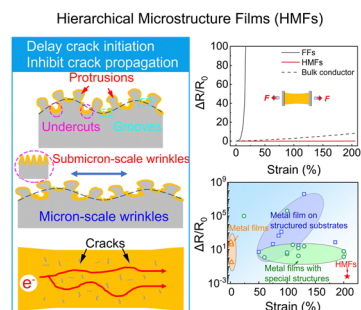 Hierarchical Microstructure Films (HMFs)
Delay crack initiation
Inhibit crack propagation
Protrusions
Undercuts
Grooves
Submicron-scale wrinkles
Micron-scale wrinkles
Cracks
e⁻
ΔR/R₀
100
80
60
40
20
0
FFs
HMFs
Bulk conductor
F
F
0 50 100 150 200
Strain (%)
ΔR/R₀
10⁹
10⁵
10¹
10⁻³
Metal films
Metal film on
structured substrates
Metal films with
special structures
HMFs
0 100 200
Strain (%)